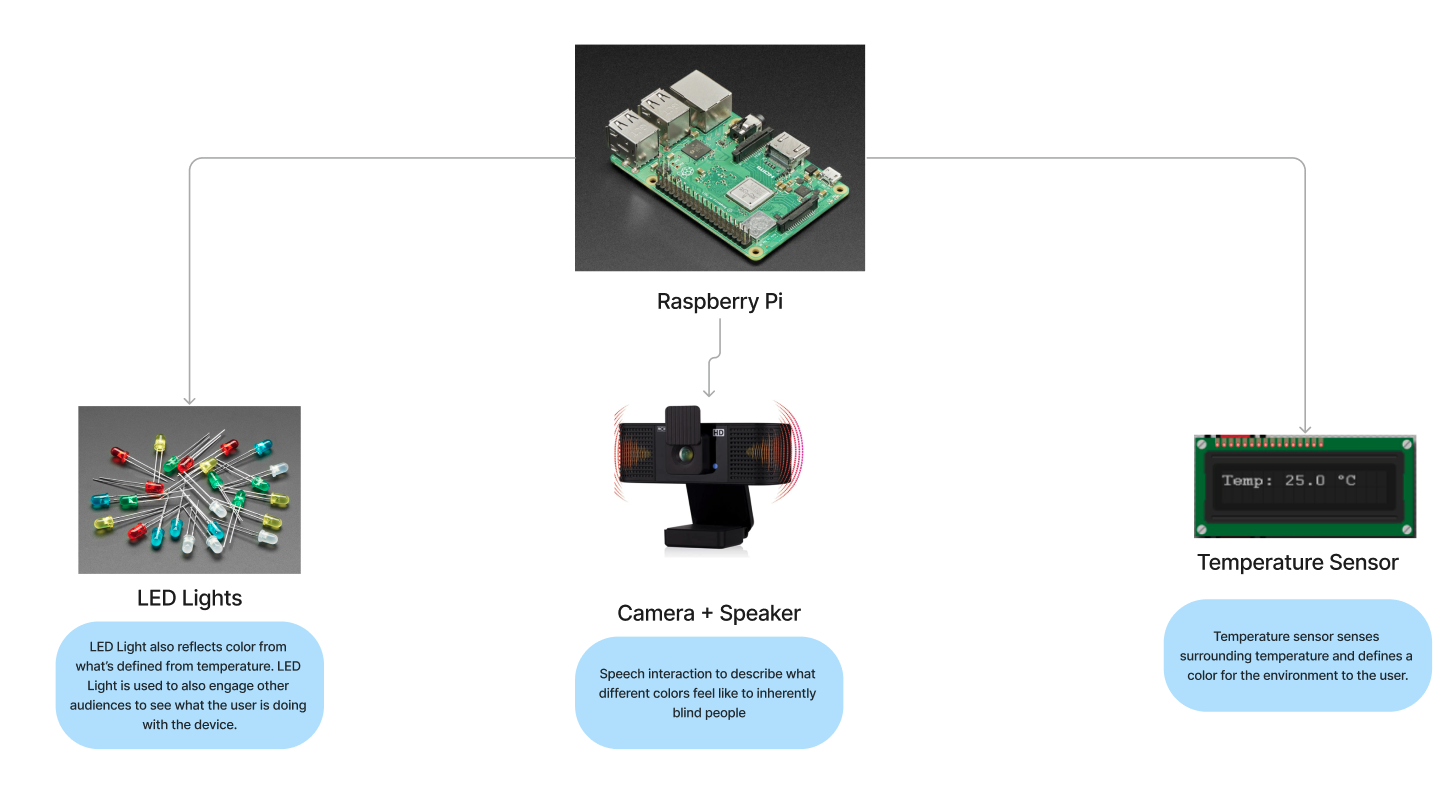 Raspberry Pi
HD
Temp: 25.0 °C
Temperature Sensor
LED Lights
Camera + Speaker
LED Light also reflects color from
what's defined from temperature. LED
Light is used to also engage other
audiences to see what the user is doing
with the device.
Speech interaction to describe what
different colors feel like to inherently
blind people
Temperature sensor senses
surrounding temperature and defines a
color for the environment to the user.